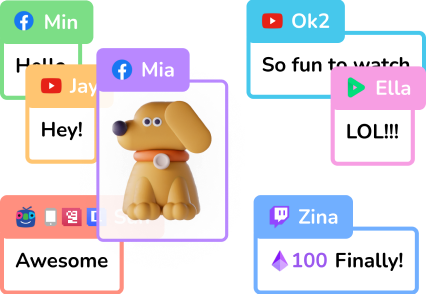 Min
Hello
Jay
Hey!
Mia
Awesome
Ok2
So fun to watch
Ella
LOL!!!
Zina
100 Finally!